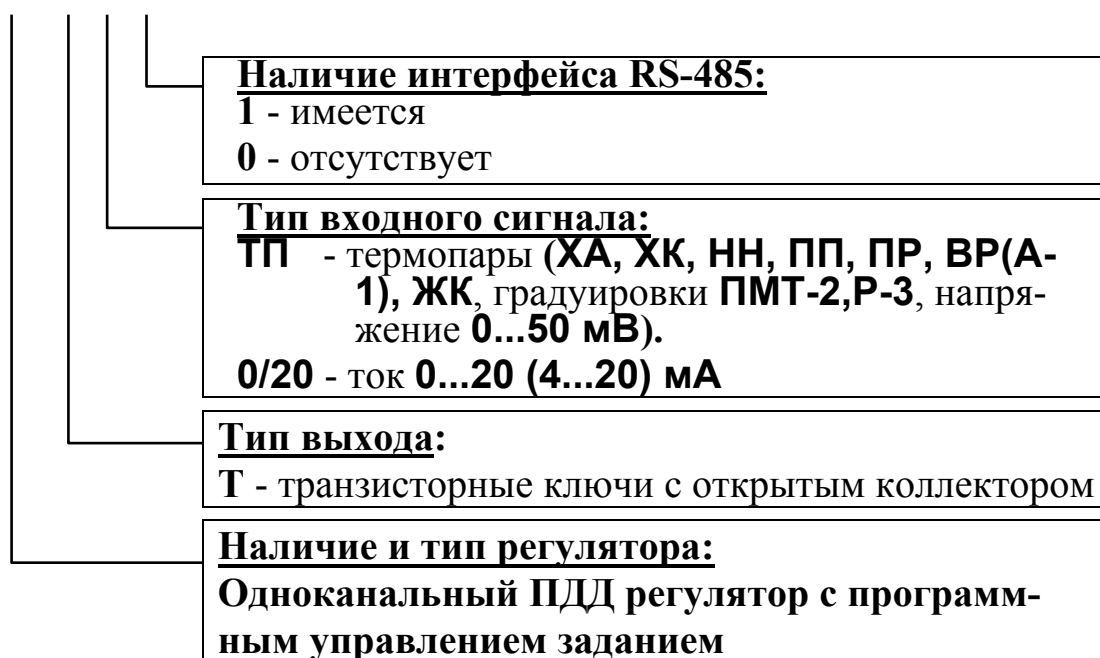 Наличие интерфейса RS-485:
1 - имеется
0 - отсутствует
Тип входного сигнала:
ТП - термопары (ХА, ХК, НН, ПП, ПР, ВР(А-
1), ЖК, градуировки ПМТ-2,Р-3, напря-
жение 0...50 мВ).
0/20 - ток 0...20 (4...20) мА
Тип выхода:
Т - транзисторные ключи с открытым коллектором
Наличие и тип регулятора:
Одноканальный ПДД регулятор с программ-
ным управлением заданием